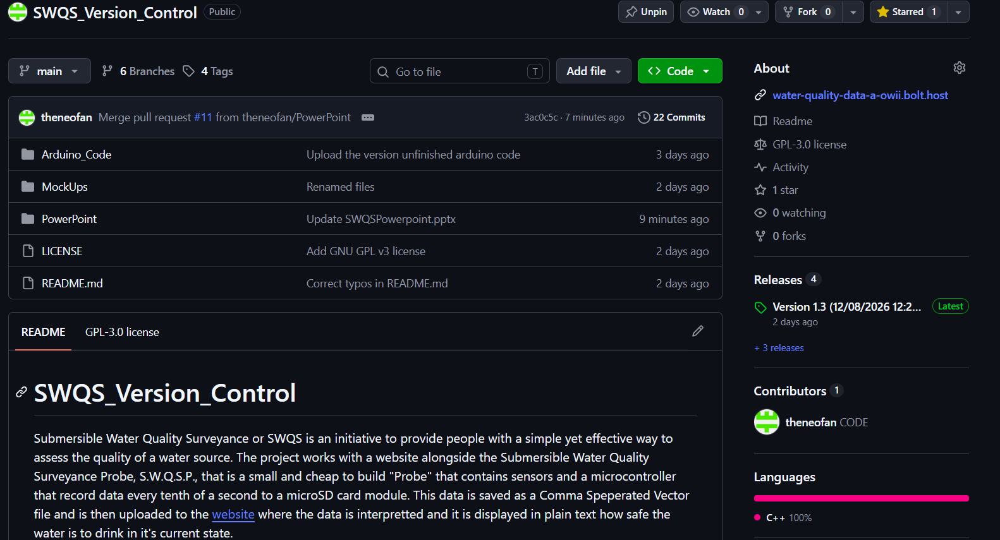 SWQS_Version_Control Public
Unpin
Watch 0
Fork 0
Starred 1
main
6 Branches
4 Tags
Go to file T
Add file
Code
theneofan Merge pull request #11 from theneofan/PowerPoint
3ac0c5c · 7 minutes ago
22 Commits
Arduino_Code Upload the version unfinished arduino code 3 days ago
MockUps Renamed files 2 days ago
PowerPoint Update SWQSPowerpoint.pptx 9 minutes ago
LICENSE Add GNU GPL v3 license 2 days ago
README.md Correct typos in README.md 2 days ago
README GPL-3.0 license
SWQS_Version_Control
Submersible Water Quality Surveyance or SWQS is an initiative to provide people with a simple yet effective way to
assess the quality of a water source. The project works with a website alongside the Submersible Water Quality
Surveyance Probe, S.W.Q.S.P., that is a small and cheap to build "Probe" that contains sensors and a microcontroller
that record data every tenth of a second to a microSD card module. This data is saved as a Comma Speperated Vector
file and is then uploaded to the website where the data is interpretted and it is displayed in plain text how safe the
water is to drink in it's current state.
About
water-quality-data-a-owii.bolt.host
Readme
GPL-3.0 license
Activity
1 star
0 watching
0 forks
Releases 4
Version 1.3 (12/08/2026 12:2... Latest
2 days ago
+ 3 releases
Contributors 1
theneofan CODE
Languages
C++ 100%